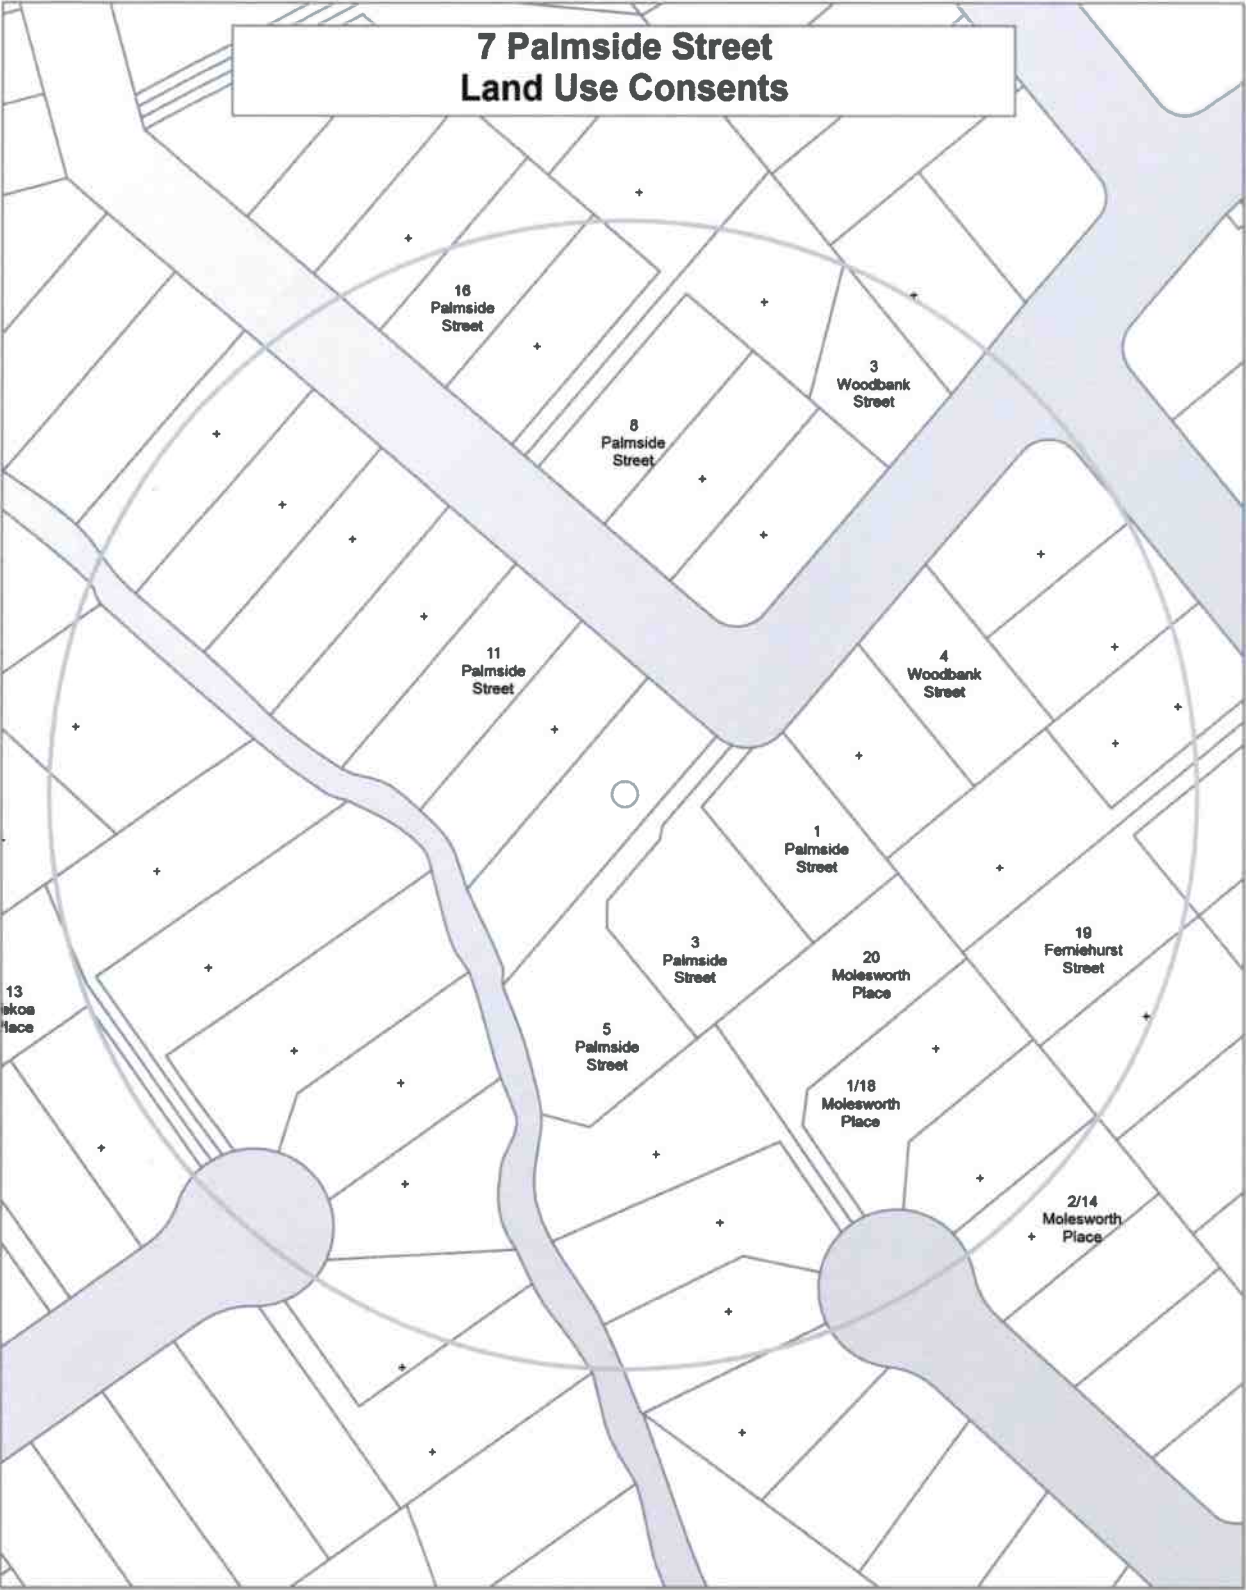 7 Palmside Street
Land Use Consents
16
Palmside
Street
3
Woodbank
Street
8
Palmside
Street
11
Palmside
Street
4
Woodbank
Street
1
Palmside
Street
3
Palmside
Street
20
Molesworth
Place
19
Ferniehurst
Street
13
ekoa
lace
5
Palmside
Street
1/18
Molesworth
Place
2/14
Molesworth
Place